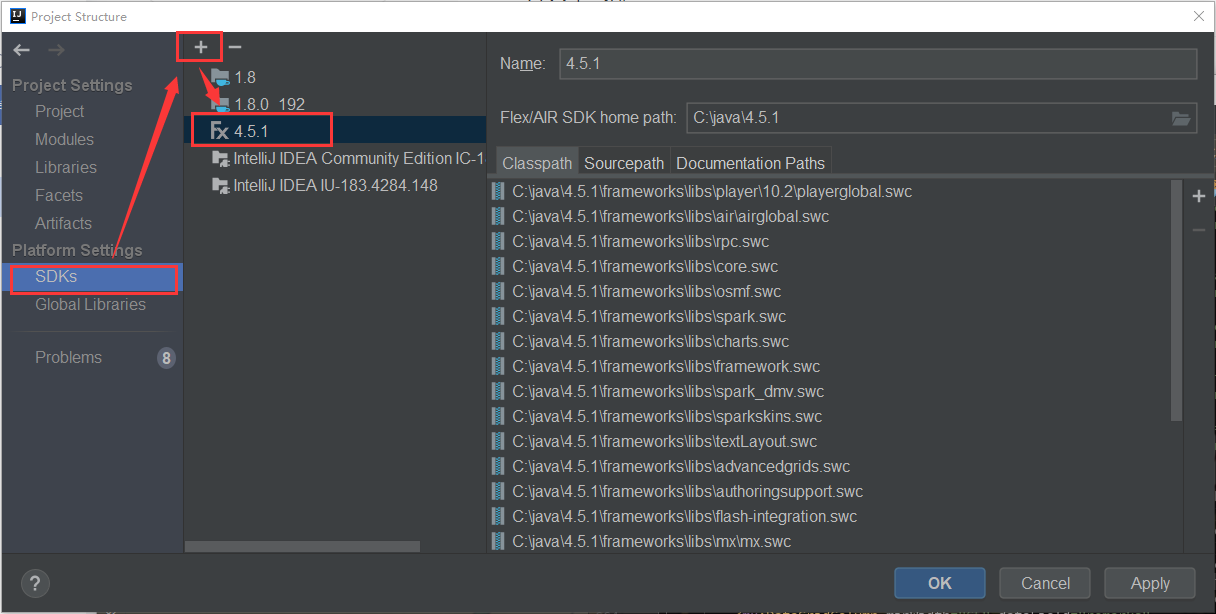 Project Structure
Project Settings
Project
Modules
Libraries
Facets
Artifacts
Platform Settings
SDKs
Global Libraries
Problems
8
1.8
1.8.0_192
4.5.1
IntelliJ IDEA Community Edition IC-1
IntelliJ IDEA IU-183.4284.148
Name: 4.5.1
Flex/AIR SDK home path: C:\java\4.5.1
Classpath Sourcepath Documentation Paths
C:\java\4.5.1\frameworks\libs\player\10.2\playerglobal.swc
C:\java\4.5.1\frameworks\libs\air\airglobal.swc
C:\java\4.5.1\frameworks\libs\rpc.swc
C:\java\4.5.1\frameworks\libs\core.swc
C:\java\4.5.1\frameworks\libs\osmf.swc
C:\java\4.5.1\frameworks\libs\spark.swc
C:\java\4.5.1\frameworks\libs\charts.swc
C:\java\4.5.1\frameworks\libs\framework.swc
C:\java\4.5.1\frameworks\libs\spark_dmv.swc
C:\java\4.5.1\frameworks\libs\sparkskins.swc
C:\java\4.5.1\frameworks\libs\textLayout.swc
C:\java\4.5.1\frameworks\libs\advancedgrids.swc
C:\java\4.5.1\frameworks\libs\authoringsupport.swc
C:\java\4.5.1\frameworks\libs\flash-integration.swc
C:\java\4.5.1\frameworks\libs\mx\mx.swc
? OK Cancel Apply